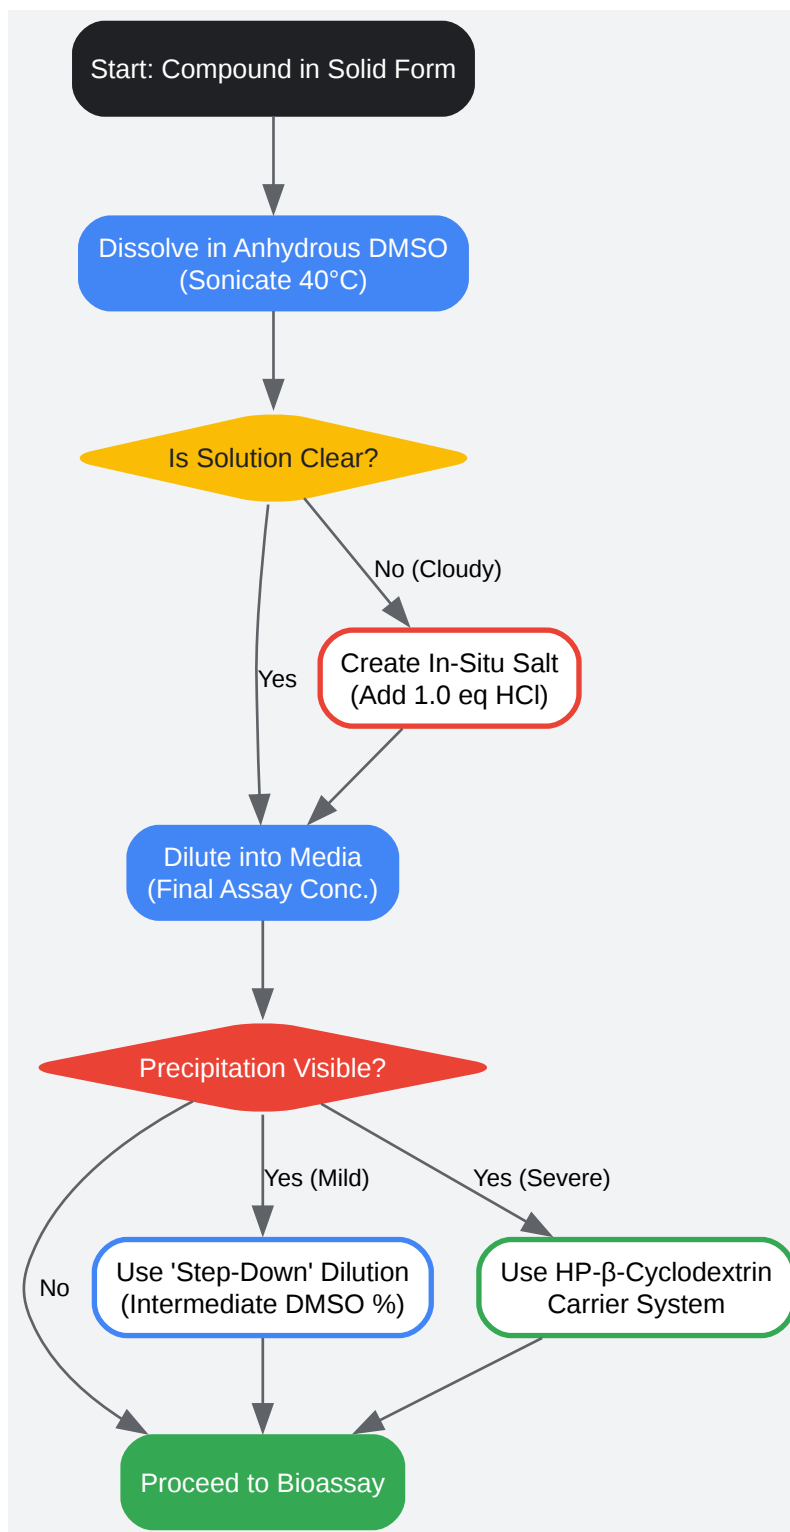 Start: Compound in Solid Form
Dissolve in Anhydrous DMSO
(Sonicate 40°C)
Is Solution Clear?
No (Cloudy)
Create In-Situ Salt
(Add 1.0 eq HCl)
Yes
Dilute into Media
(Final Assay Conc.)
Precipitation Visible?
Yes (Mild)
Yes (Severe)
Use 'Step-Down' Dilution
(Intermediate DMSO %)
Use HP-β-Cyclodextrin
Carrier System
No
Proceed to Bioassay